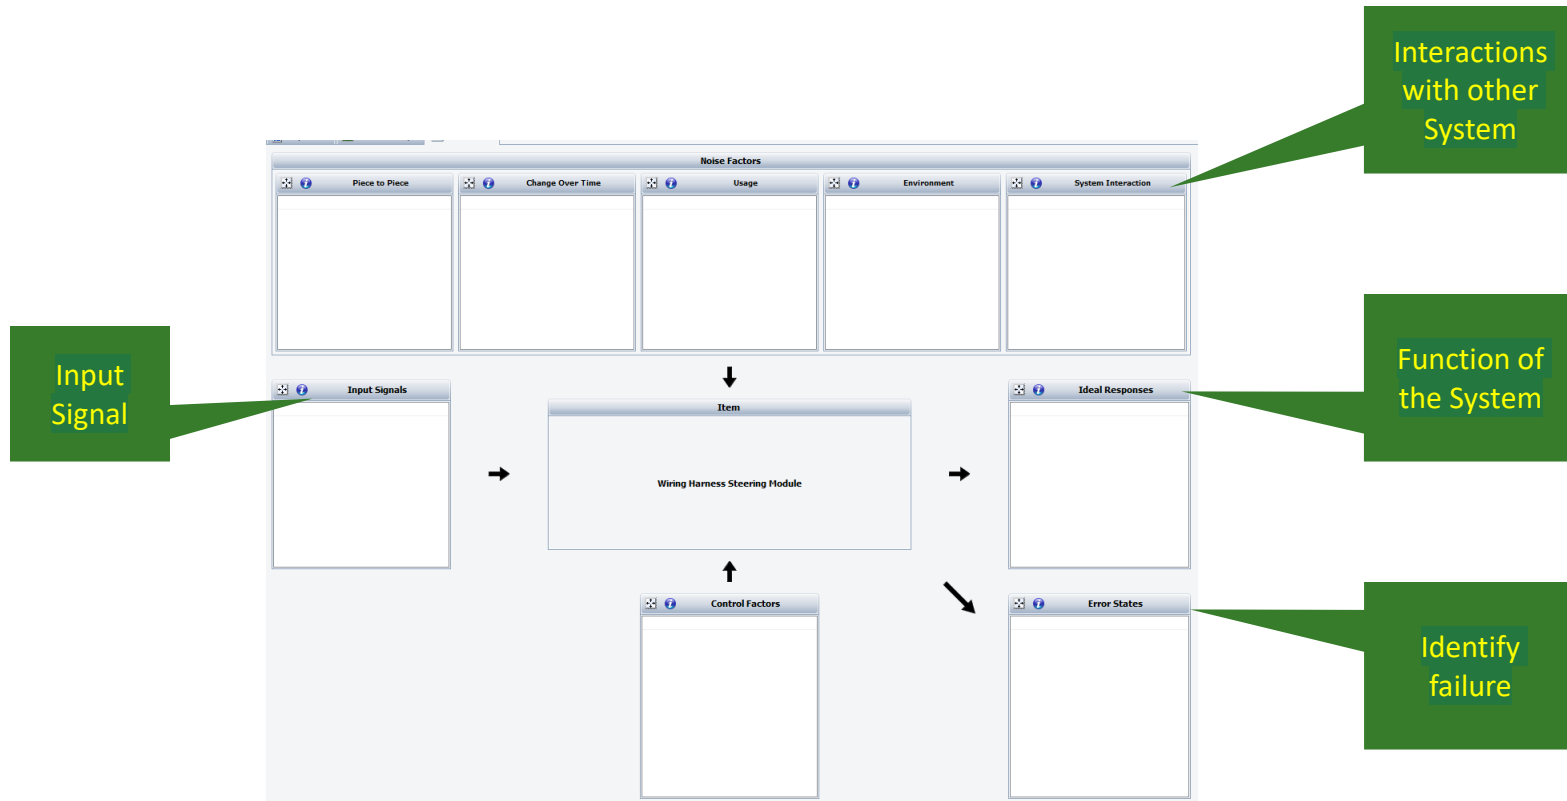 Interactions
with other
System
Noise Factors
Piece to Piece
Change Over Time
Usage
Environment
System Interaction
Input
Signal
Input Signals
Item
Wiring Harness Steering Module
Ideal Responses
Function of
the System
Control Factors
Error States
Identify
failure